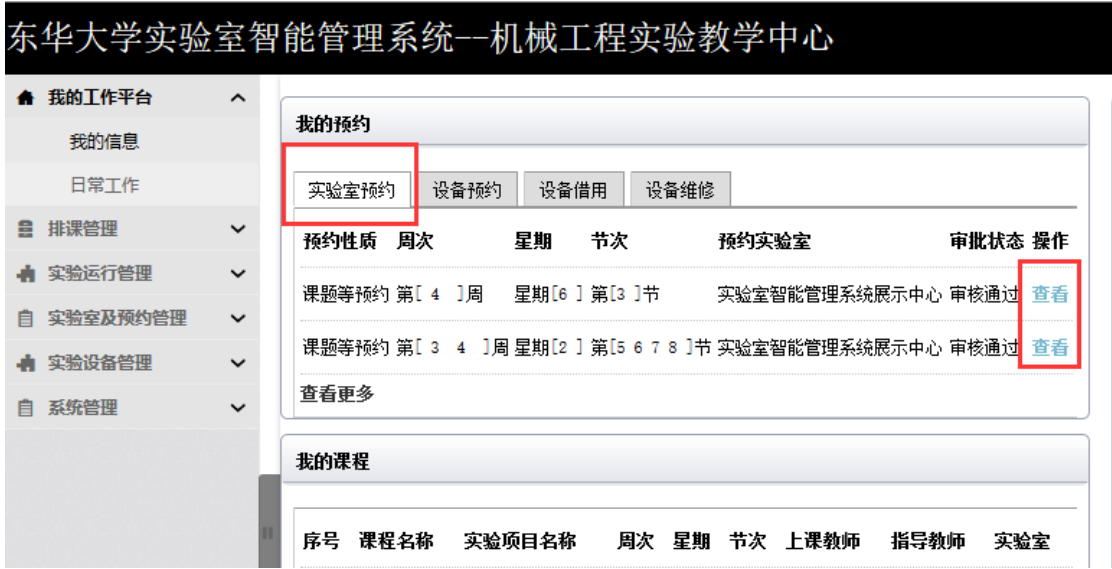 东华大学实验室智能管理系统--机械工程实验教学中心
我的工作平台
我的信息
日常工作
排课管理
实验运行管理
实验室及预约管理
实验设备管理
系统管理
我的预约
实验室预约 设备预约 设备借用 设备维修
预约性质 周次 星期 节次 预约实验室 审批状态 操作
课题等预约 第[ 4 ]周 星期[6 ] 第[3 ]节 实验室智能管理系统展示中心 审核通过 查看
课题等预约 第[ 3 4 ]周 星期[2 ] 第[5 6 7 8 ]节 实验室智能管理系统展示中心 审核通过 查看
查看更多
我的课程
序号 课程名称 实验项目名称 周次 星期 节次 上课教师 指导教师 实验室